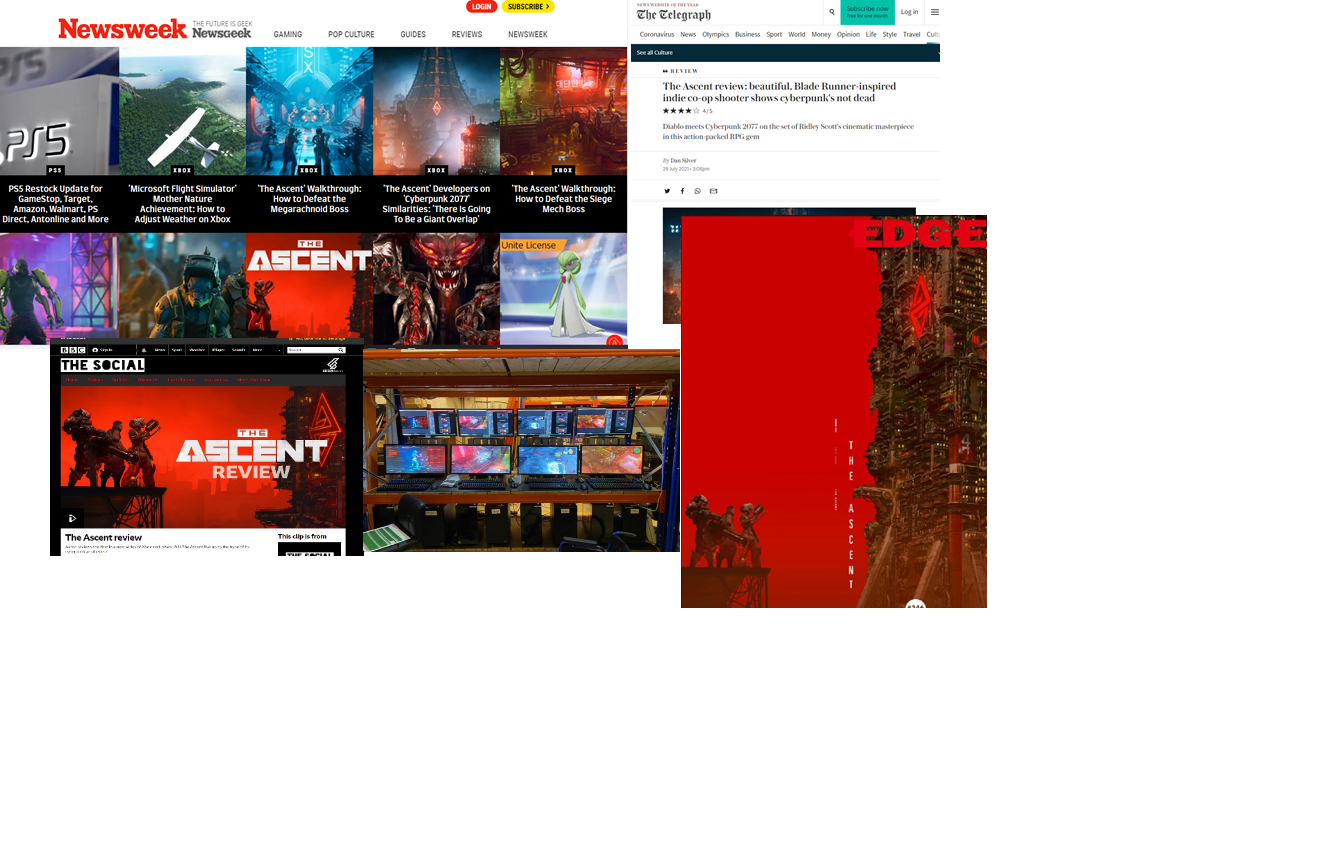 LOGIN
SUBSCRIBE >
Newsweek
THE FUTURE IS GEEK
Newsgeek
GAMING
POP CULTURE
GUIDES
REVIEWS
NEWSWEEK
PS5
PS5
PS5 Restock Update for
GameStop, Target,
Amazon, Walmart, PS
Direct, Antonline and More
XBOX
'Microsoft Flight Simulator'
Mother Nature
Achievement: How to
Adjust Weather on Xbox
XBOX
'The Ascent' Walkthrough:
How to Defeat the
Megarachnoid Boss
XBOX
'The Ascent' Developers on
'Cyberpunk 2077'
Similarities: 'There Is Going
To Be a Giant Overlap'
XBOX
'The Ascent' Walkthrough:
How to Defeat the Siege
Mech Boss
THE
ASCENT
Unite License
NEWS WEBSITE OF THE YEAR
The Telegraph
Subscribe now
Free for one month
Log in
Coronavirus News Olympics Business Sport World Money Opinion Life Style Travel Cult
See all Culture
REVIEW
The Ascent review: beautiful, Blade Runner-inspired
indie co-op shooter shows cyberpunk's not dead
4/5
Diablo meets Cyberpunk 2077 on the set of Ridley Scott's cinematic masterpiece
in this action-packed RPG gem
By Dan Silver
29 July 2021 • 3:08pm
BBC
Sign in
News
Sport
Weather
iPlayer
Sounds
More
Search
THE SOCIAL
THE
ASCENT
REVIEW
The Ascent review
This clip is from
THE SOCIAL
EDGE
THE ASCENT
#346